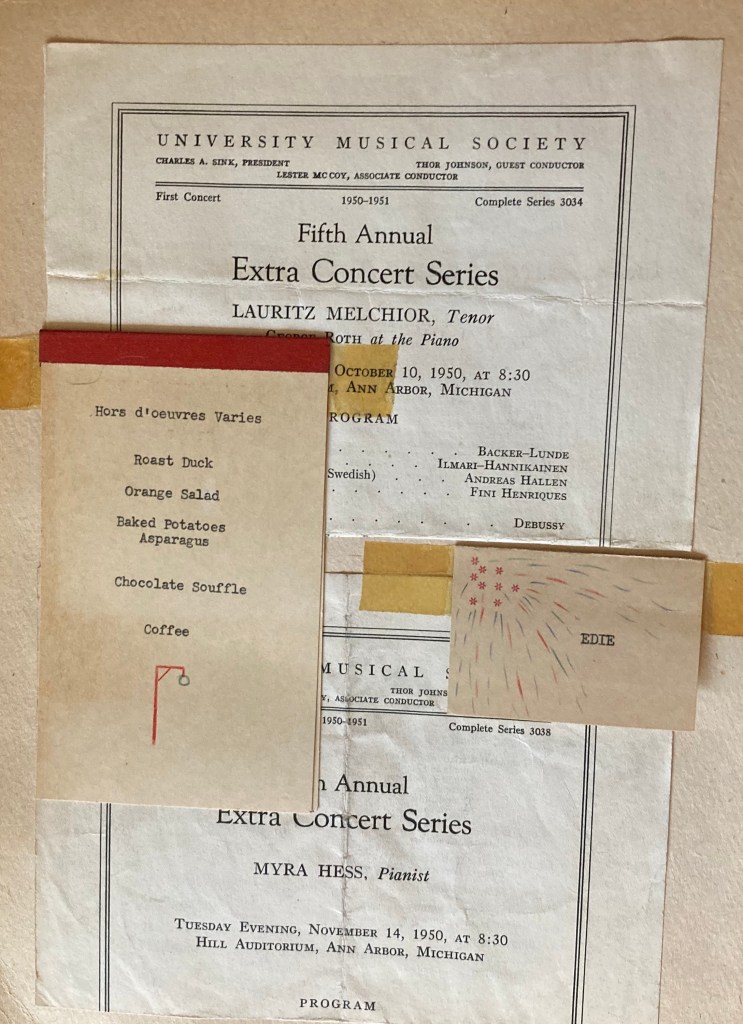 UNIVERSITY MUSICAL SOCIETY
CHARLES A. SINK, PRESIDENT THOR JOHNSON, GUEST CONDUCTOR
LESTER MC COY, ASSOCIATE CONDUCTOR
First Concert 1950–1951 Complete Series 3034
Fifth Annual
Extra Concert Series
LAURITZ MELCHIOR, Tenor
ROTH at the Piano
OCTOBER 10, 1950, AT 8:30
ANN ARBOR, MICHIGAN
ROGRAM
. . . . . BACKER–LUNDE
. . . . ILMARI–HANNIKAINEN
Swedish) . . . ANDREAS HALLEN
. . . . . FINI HENRIQUES
. . . . . . . DEBUSSY
Hors d'oeuvres Varies
Roast Duck
Orange Salad
Baked Potatoes
Asparagus
Chocolate Souffle
Coffee
EDIE
MUSICAL
THOR JOHNS
ASSOCIATE CONDUCTOR
1950–1951 Complete Series 3038
Annual
Extra Concert Series
MYRA HESS, Pianist
TUESDAY EVENING, NOVEMBER 14, 1950, AT 8:30
HILL AUDITORIUM, ANN ARBOR, MICHIGAN
PROGRAM